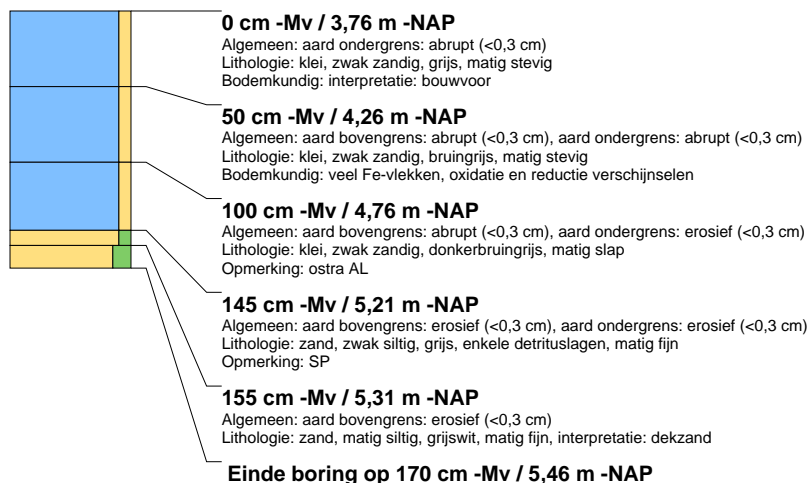 0 cm -Mv / 3,76 m -NAP
Algemeen: aard ondergrens: abrupt (<0,3 cm)
Lithologie: klei, zwak zandig, grijs, matig stevig
Bodemkundig: interpretatie: bouwvoor
50 cm -Mv / 4,26 m -NAP
Algemeen: aard bovengrens: abrupt (<0,3 cm), aard ondergrens: abrupt (<0,3 cm)
Lithologie: klei, zwak zandig, bruingrijs, matig stevig
Bodemkundig: veel Fe-vlekken, oxidatie en reductie verschijnselen
100 cm -Mv / 4,76 m -NAP
Algemeen: aard bovengrens: abrupt (<0,3 cm), aard ondergrens: erosief (<0,3 cm)
Lithologie: klei, zwak zandig, donkerbruingrijs, matig slap
Opmerking: ostra AL
145 cm -Mv / 5,21 m -NAP
Algemeen: aard bovengrens: erosief (<0,3 cm), aard ondergrens: erosief (<0,3 cm)
Lithologie: zand, zwak siltig, grijs, enkele detrituslagen, matig fijn
Opmerking: SP
155 cm -Mv / 5,31 m -NAP
Algemeen: aard bovengrens: erosief (<0,3 cm)
Lithologie: zand, matig siltig, grijswit, matig fijn, interpretatie: dekzand
Einde boring op 170 cm -Mv / 5,46 m -NAP